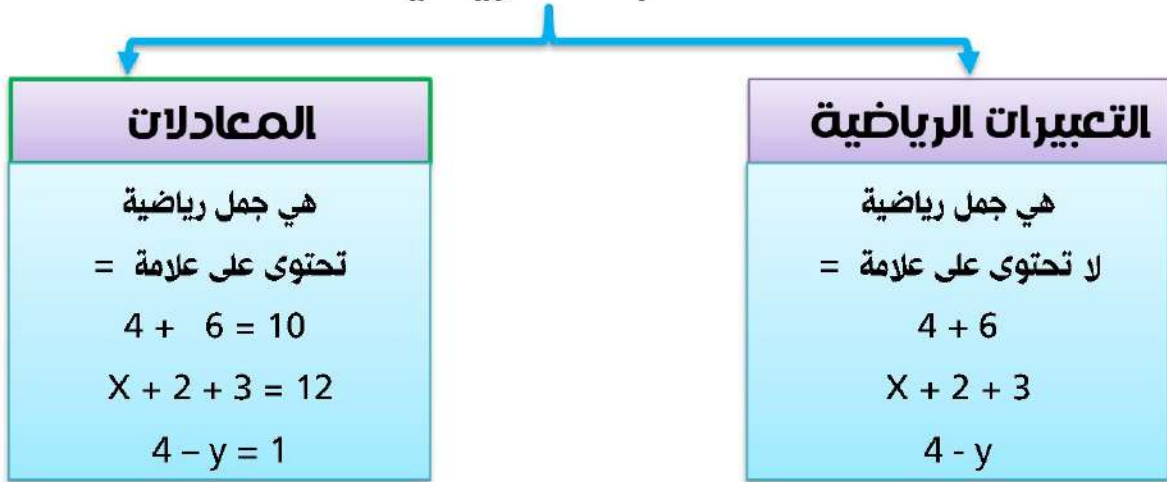 التعبيرات الرياضية
هي جمل رياضية
لا تحتوى على علامة =
4 + 6
X + 2 + 3
4 - y
المعادلات
هي جمل رياضية
تحتوى على علامة =
4 + 6 = 10
X + 2 + 3 = 12
4 – y = 1